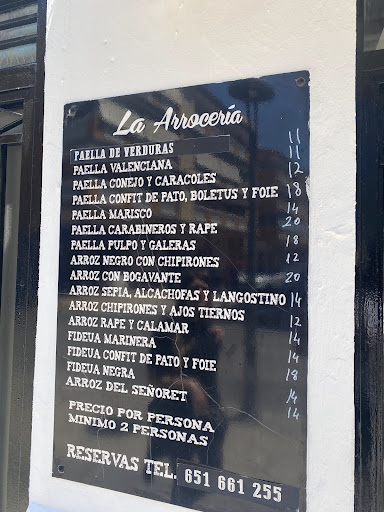 La Arrocería
PAELLA DE VERDURAS 11
PAELLA VALENCIANA 11
PAELLA CONEJO Y CARACOLES 12
PAELLA CONFIT DE PATO, BOLETUS Y FOIE 18
PAELLA MARISCO 14
PAELLA CARABINEROS Y RAPE 20
PAELLA PULPO Y GALERAS 18
ARROZ NEGRO CON CHIPIRONES 12
ARROZ CON BOGAVANTE 20
ARROZ SEPIA, ALCACHOFAS Y LANGOSTINO 14
ARROZ CHIPIRONES Y AJOS TIERNOS 12
ARROZ RAPE Y CALAMAR 14
FIDEUA MARINERA 14
FIDEUA CONFIT DE PATO Y FOIE 18
FIDEUA NEGRA 14
ARROZ DEL SEÑORET 14
PRECIO POR PERSONA
MINIMO 2 PERSONAS
RESERVAS TEL. 651 661 255